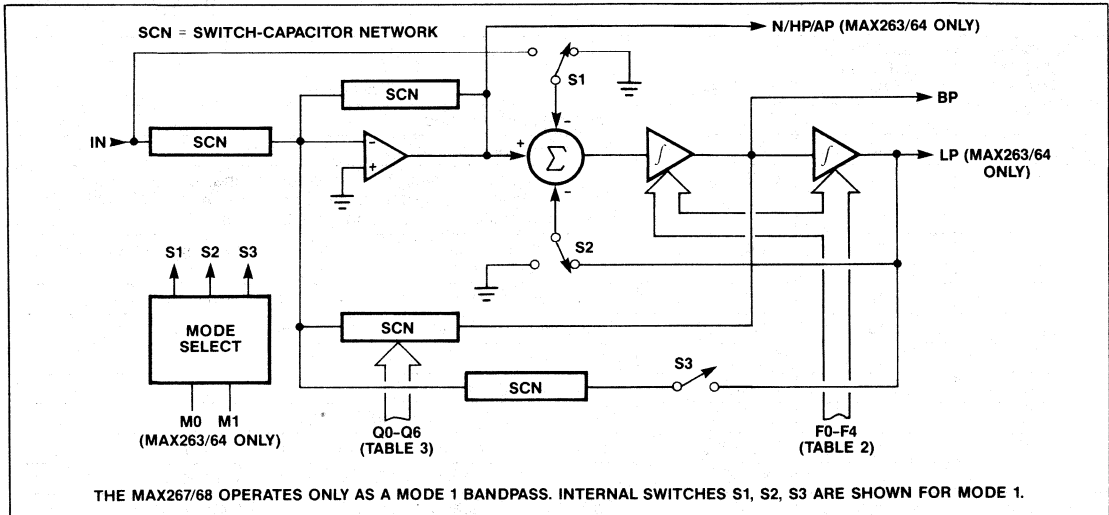 SCN = SWITCH-CAPACITOR NETWORK
N/HP/AP (MAX263/64 ONLY)
S1
SCN
BP
IN
SCN
-
+
+
-
Σ
-
∫
∫
LP (MAX263/64
ONLY)
S2
S1 S2 S3
MODE
SELECT
M0 M1
(MAX263/64 ONLY)
SCN
SCN
S3
Q0-Q6
(TABLE 3)
F0-F4
(TABLE 2)
THE MAX267/68 OPERATES ONLY AS A MODE 1 BANDPASS. INTERNAL SWITCHES S1, S2, S3 ARE SHOWN FOR MODE 1.